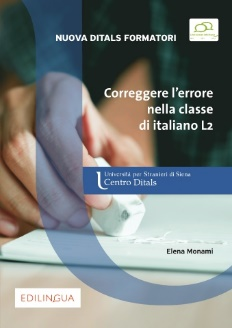 NUOVA DITALS FORMATORI
Correggere l'errore
nella classe
di italiano L2
Università per Stranieri di Siena
Centro Ditals
Elena Monami
EDILINGUA